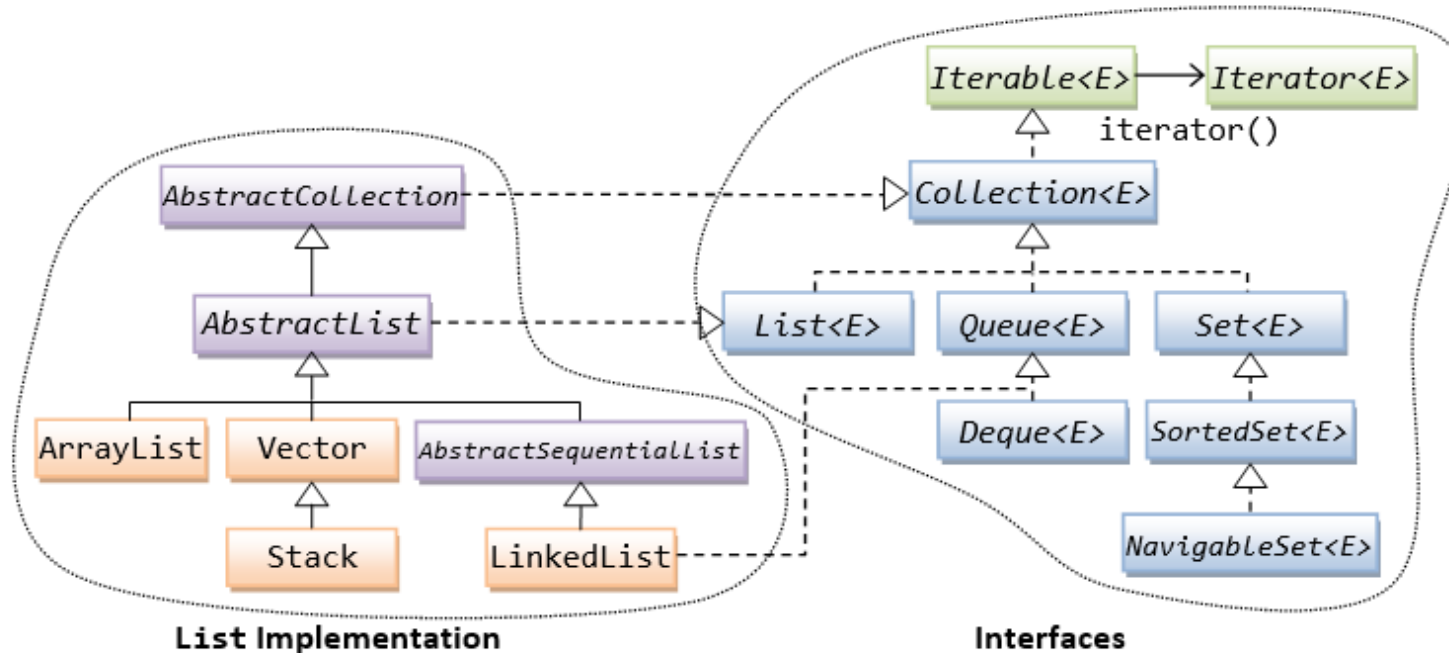 Iterable<E>
Iterator<E>
iterator()
AbstractCollection
Collection<E>
AbstractList
List<E>
Queue<E>
Set<E>
ArrayList
Vector
AbstractSequentialList
Deque<E>
SortedSet<E>
Stack
LinkedList
NavigableSet<E>
List Implementation
Interfaces